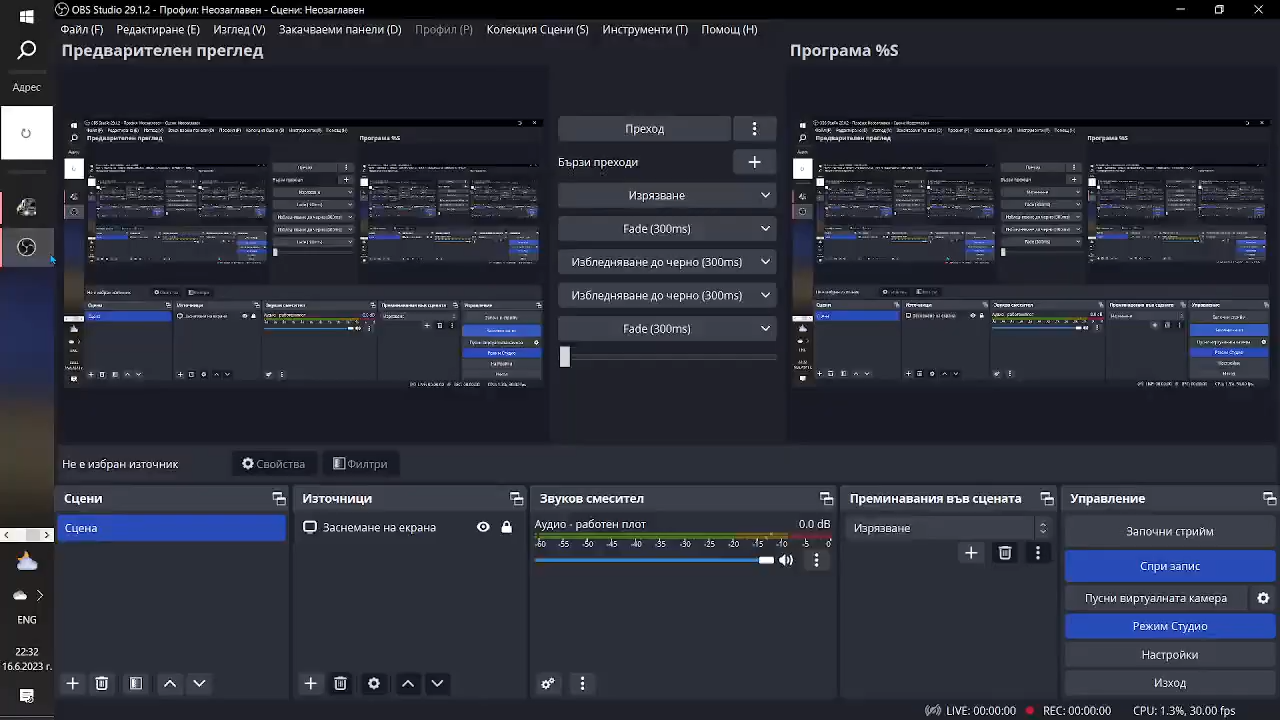 OBS Studio 29.1.2 - Профил: Неозаглавен - Сцени: Неозаглавен
Файл (F) Редактиране (E) Изглед (V) Закачваеми панели (D) Профил (P) Колекция Сцени (S) Инструменти (T) Помощ (H)
Предварителен преглед
Програма %S
Адрес
Преход
Бързи преходи
Изрязване
Fade (300ms)
Избледняване до черно (300ms)
Избледняване до черно (300ms)
Fade (300ms)
Не е избран източник
Свойства
Филтри
Сцени
Сцена
Източници
Заснемане на екрана
Звуков смесител
Аудио - работен плот 0.0 dB
-60 -55 -50 -45 -40 -35 -30 -25 -20 -15 -10 -5 0
Преминавания във сцената
Изрязване
Управление
Започни стрийм
Спри запис
Пусни виртуалната камера
Режим Студио
Настройки
Изход
ENG
22:32
16.6.2023 г.
LIVE: 00:00:00 REC: 00:00:00 CPU: 1.3%, 30.00 fps